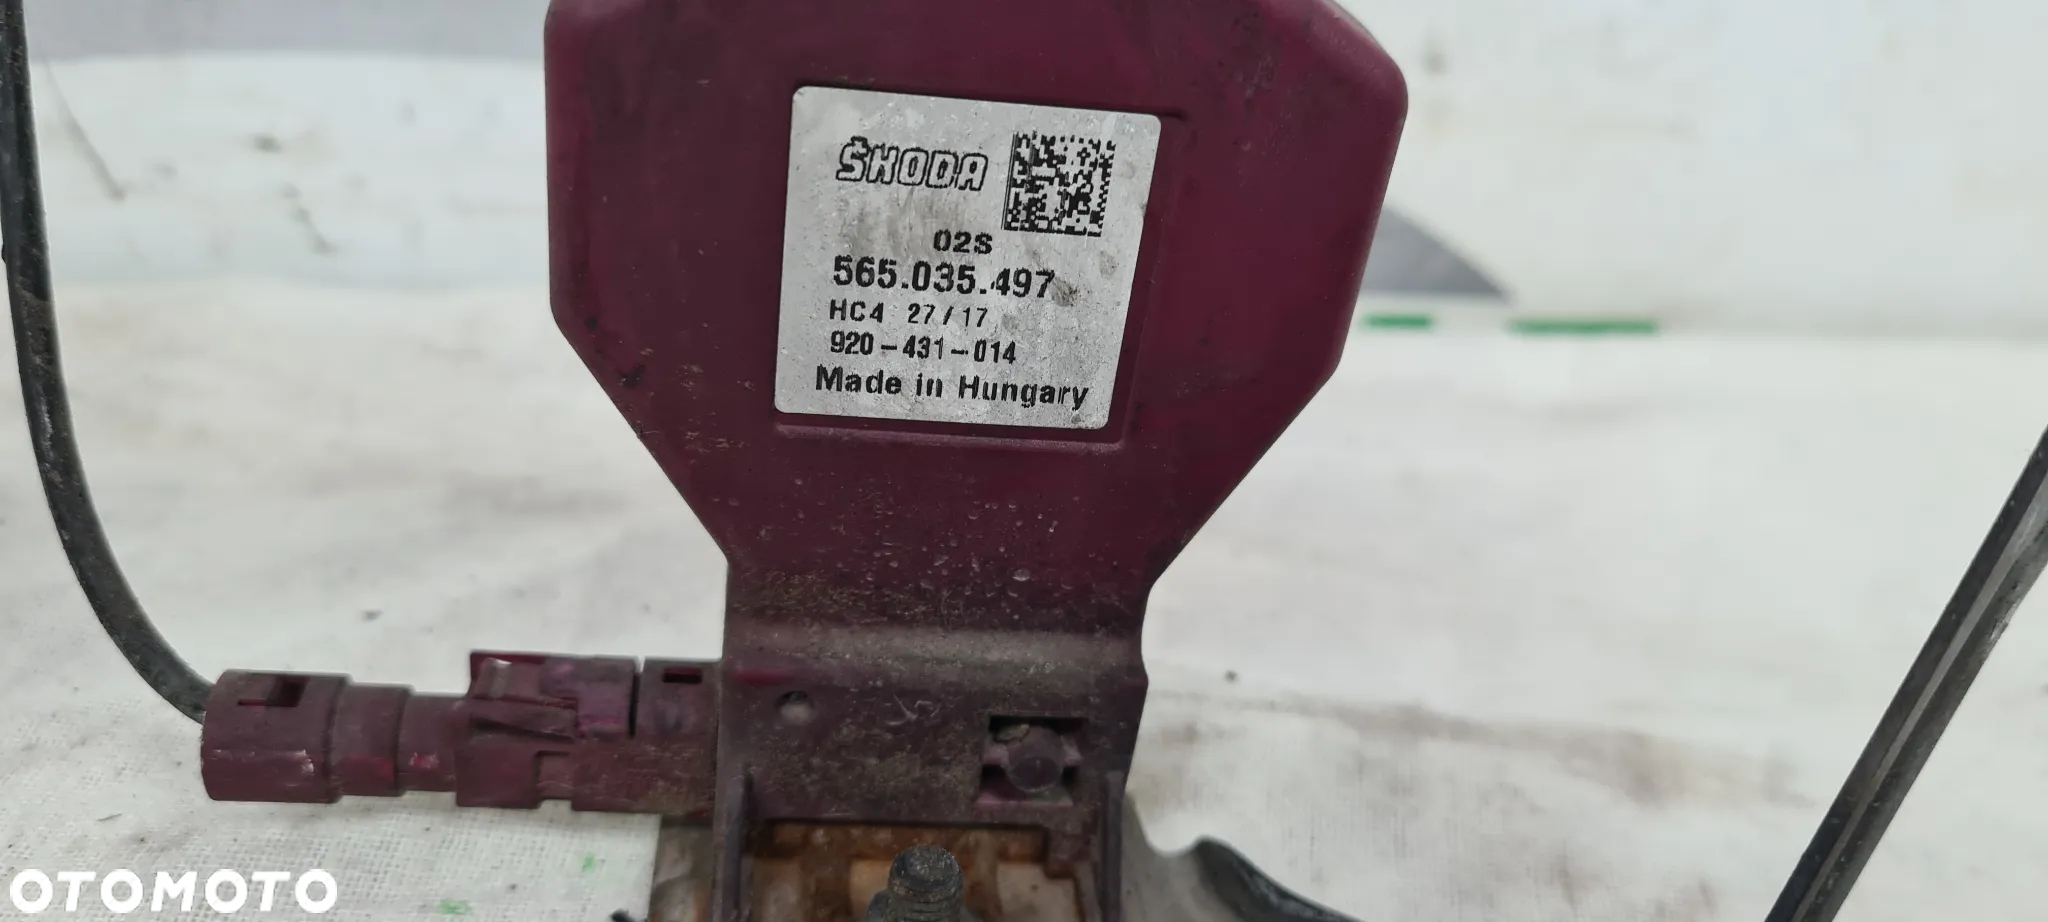 ŠKODA
02S
565.035.497
HC4 27/17
920-431-014
Made in Hungary
OTOMOTO